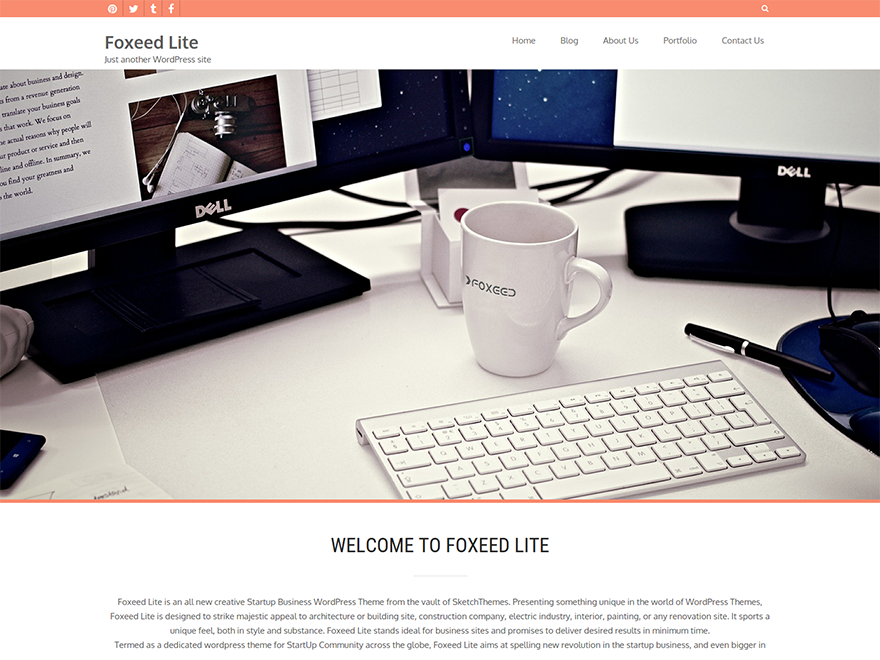 Foxeed Lite
Just another WordPress site
Home
Blog
About Us
Portfolio
Contact Us
ate about business and design.
s from a revenue generation
translate your business goals
that work. We focus on
e actual reasons why people will
ur product or service and then
line and offline. In summary, we
ou find your greatness and
the world.
DELL
DELL
FOXEED
WELCOME TO FOXEED LITE
Foxeed Lite is an all new creative Startup Business WordPress Theme from the vault of SketchThemes. Presenting something unique in the world of WordPress Themes,
Foxeed Lite is designed to strike majestic appeal to architecture or building site, construction company, electric industry, interior, painting, or any renovation site. It sports a
unique feel, both in style and substance. Foxeed Lite stands ideal for business sites and promises to deliver desired results in minimum time.
Termed as a dedicated wordpress theme for StartUp Community across the globe, Foxeed Lite aims at spelling new revolution in the startup business, and even bigger in